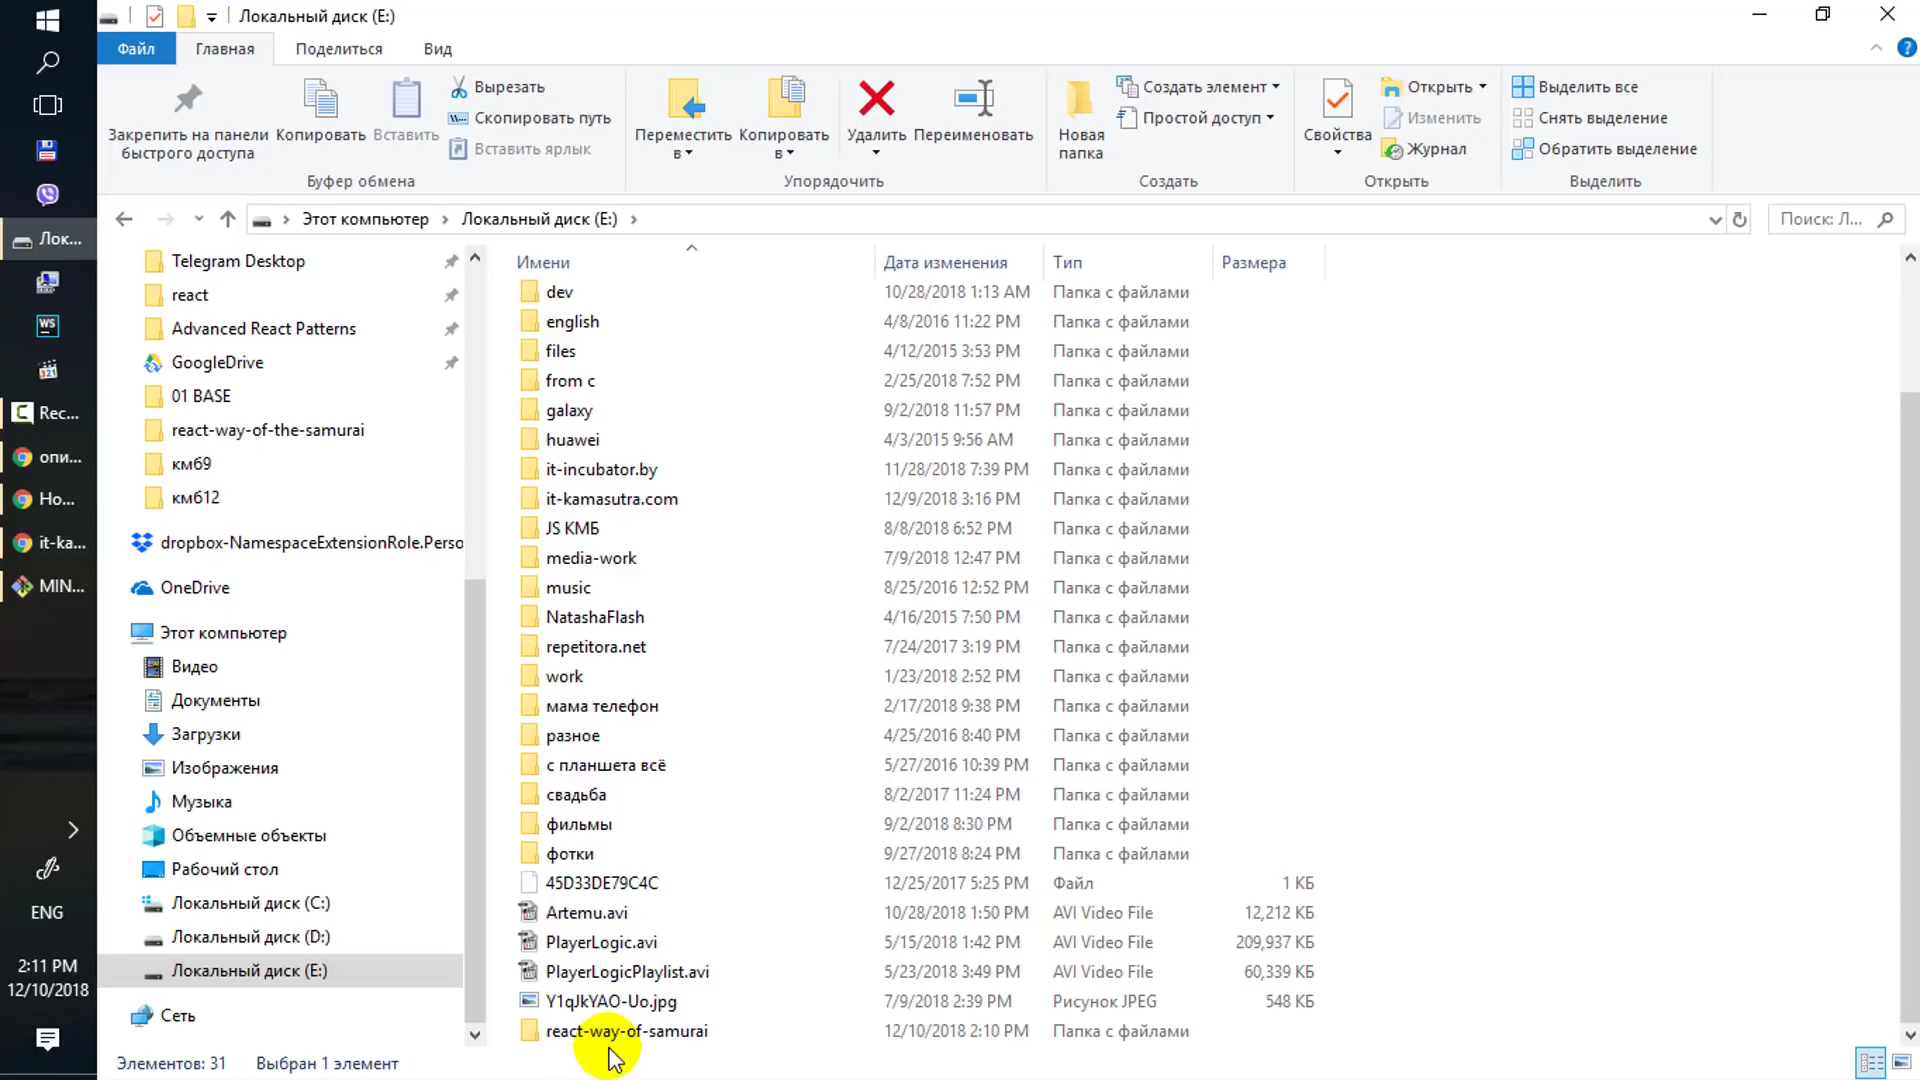 Локальный диск (E:)
Файл
Главная
Поделиться
Вид
Закрепить на панели
быстрого доступа
Копировать
Вставить
Вырезать
Скопировать путь
Вставить ярлык
Буфер обмена
Переместить
в
Копировать
в
Удалить
Переименовать
Упорядочить
Новая
папка
Создать элемент
Простой доступ
Создать
Свойства
Открыть
Изменить
Журнал
Открыть
Выделить все
Снять выделение
Обратить выделение
Выделить
Этот компьютер
Локальный диск (E:)
Поиск: Л...
Лок...
WS
321
Rec...
опи...
Но...
it-ka...
MIN...
ENG
2:11 PM
12/10/2018
Telegram Desktop
react
Advanced React Patterns
GoogleDrive
01 BASE
react-way-of-the-samurai
км69
км612
dropbox-NamespaceExtensionRole.Perso
OneDrive
Этот компьютер
Видео
Документы
Загрузки
Изображения
Музыка
Объемные объекты
Рабочий стол
Локальный диск (C:)
Локальный диск (D:)
Локальный диск (E:)
Сеть
Имени Дата изменения Тип Размера
dev 10/28/2018 1:13 AM Папка с файлами
english 4/8/2016 11:22 PM Папка с файлами
files 4/12/2015 3:53 PM Папка с файлами
from c 2/25/2018 7:52 PM Папка с файлами
galaxy 9/2/2018 11:57 PM Папка с файлами
huawei 4/3/2015 9:56 AM Папка с файлами
it-incubator.by 11/28/2018 7:39 PM Папка с файлами
it-kamasutra.com 12/9/2018 3:16 PM Папка с файлами
JS КМБ 8/8/2018 6:52 PM Папка с файлами
media-work 7/9/2018 12:47 PM Папка с файлами
music 8/25/2016 12:52 PM Папка с файлами
NatashaFlash 4/16/2015 7:50 PM Папка с файлами
repetitora.net 7/24/2017 3:19 PM Папка с файлами
work 1/23/2018 2:52 PM Папка с файлами
мама телефон 2/17/2018 9:38 PM Папка с файлами
разное 4/25/2016 8:40 PM Папка с файлами
с планшета всё 5/27/2016 10:39 PM Папка с файлами
свадьба 8/2/2017 11:24 PM Папка с файлами
фильмы 9/2/2018 8:30 PM Папка с файлами
фотки 9/27/2018 8:24 PM Папка с файлами
45D33DE79C4C 12/25/2017 5:25 PM Файл 1 КБ
Artemu.avi 10/28/2018 1:50 PM AVI Video File 12,212 КБ
PlayerLogic.avi 5/15/2018 1:42 PM AVI Video File 209,937 КБ
PlayerLogicPlaylist.avi 5/23/2018 3:49 PM AVI Video File 60,339 КБ
Y1qJkYAO-Uo.jpg 7/9/2018 2:39 PM Рисунок JPEG 548 КБ
react-way-of-samurai 12/10/2018 2:10 PM Папка с файлами
Элементов: 31 Выбран 1 элемент